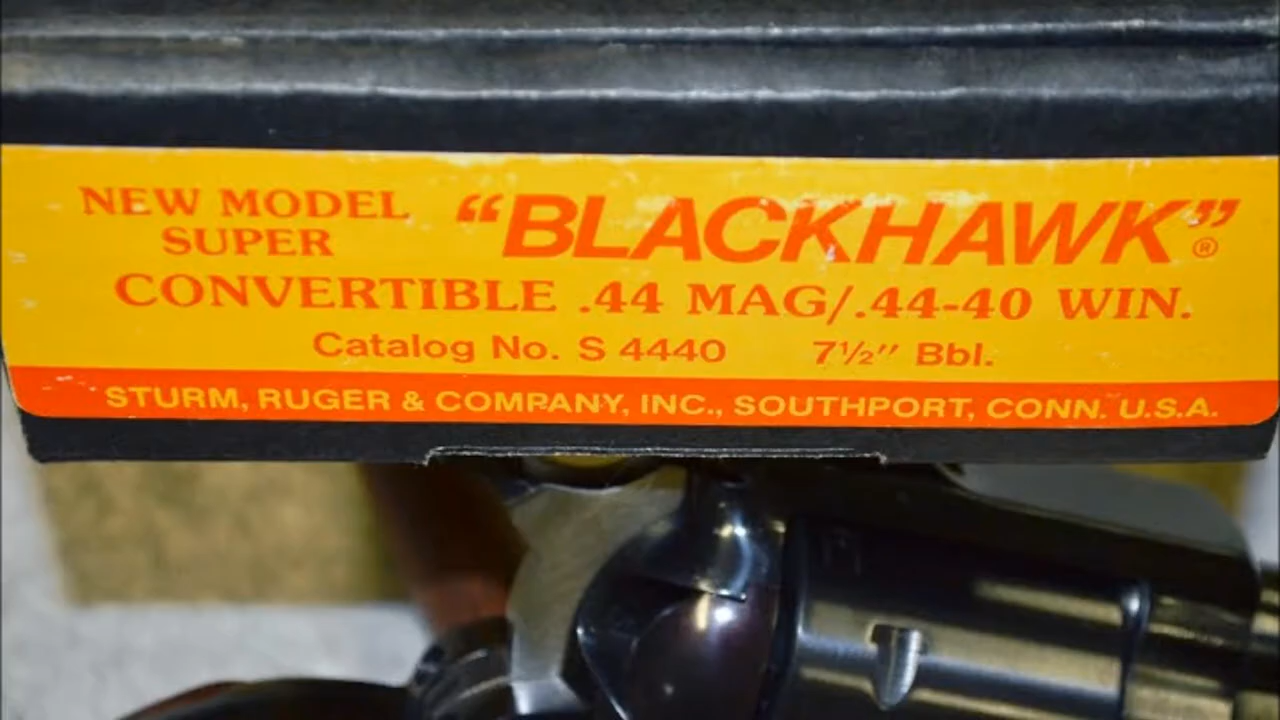 NEW MODEL SUPER “BLACKHAWK”®
CONVERTIBLE .44 MAG/.44-40 WIN.
Catalog No. S 4440 7½″ Bbl.
STURM, RUGER & COMPANY, INC., SOUTHPORT, CONN. U.S.A.